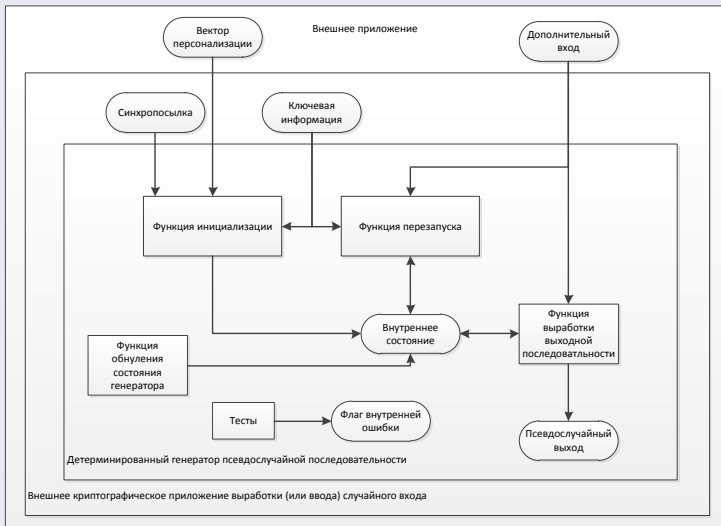 Внешнее приложение
Вектор
персонализации
Дополнительный
вход
Синхропосылка
Ключевая
информация
Функция инициализации
Функция перезапуска
Внутреннее
состояние
Функция
выработки
выходной
последоватльности
Функция
обнуления
состояния
генератора
Тесты
Флаг внутренней
ошибки
Псевдослучайный
выход
Детерминированный генератор псевдослучайной последовательности
Внешнее криптографическое приложение выработки (или ввода) случайного входа